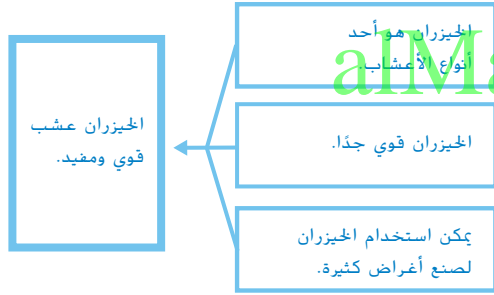 الخيزران هو أحد
أنواع الأعشاب.
الخيزران قوي جدًا.
يمكن استخدام الخيزران
لصنع أغراض كثيرة.
الخيزران عشب
قوي ومفيد.
alMa